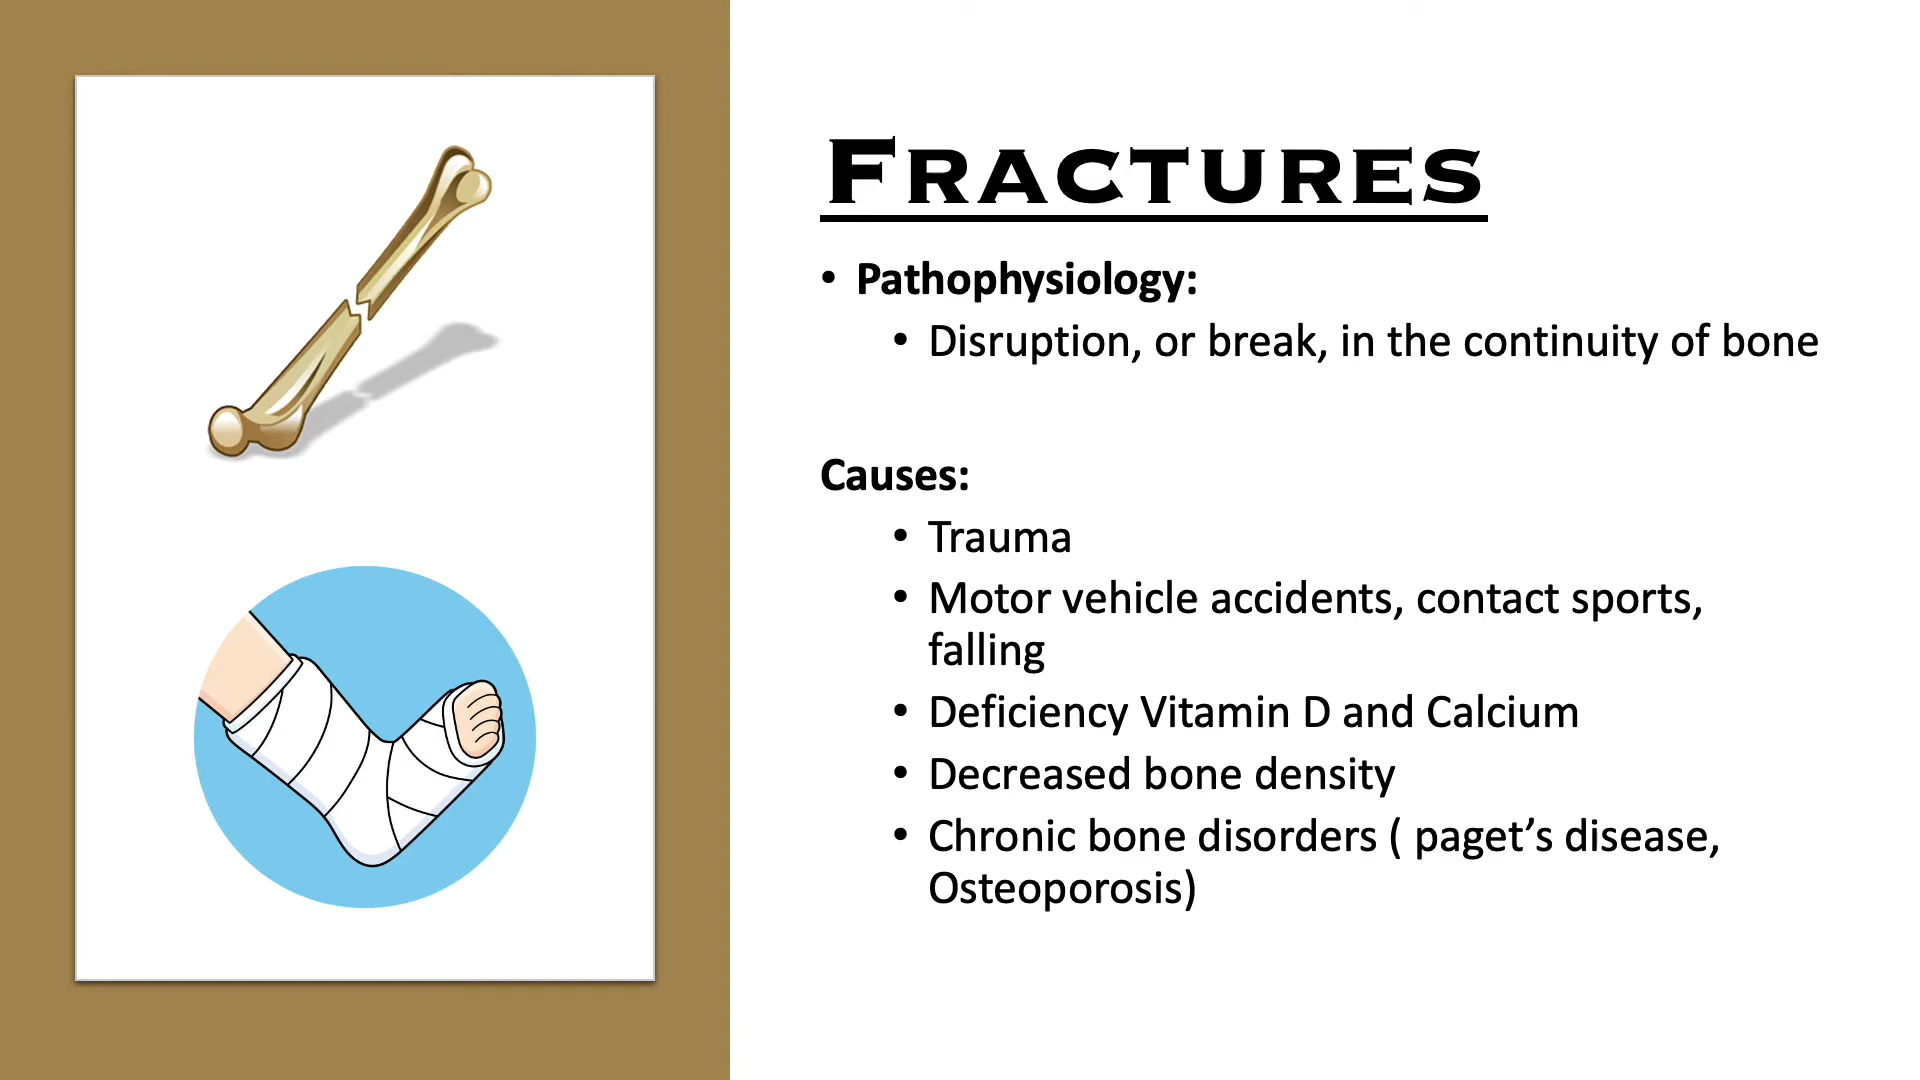 FRACTURES
• Pathophysiology:
• Disruption, or break, in the continuity of bone
Causes:
• Trauma
• Motor vehicle accidents, contact sports,
falling
• Deficiency Vitamin D and Calcium
• Decreased bone density
• Chronic bone disorders ( paget’s disease,
Osteoporosis)